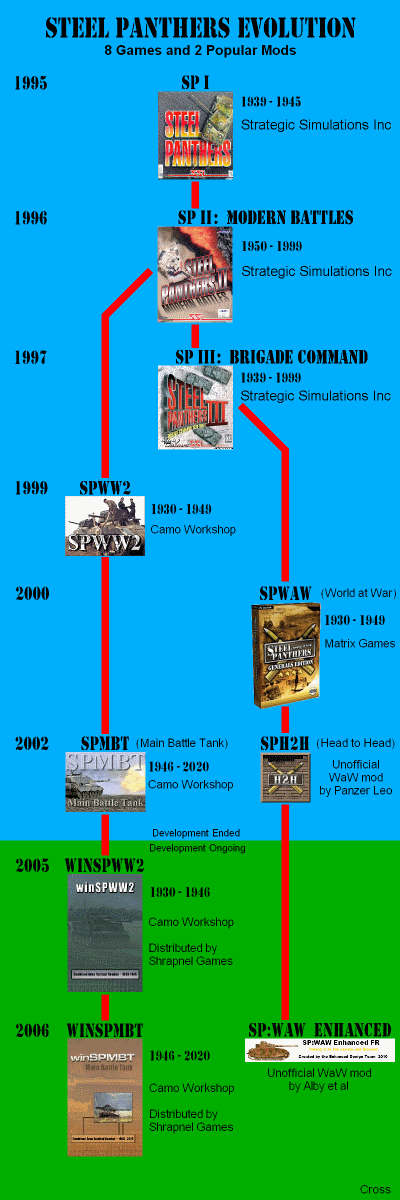 STEEL PANTHERS EVOLUTION
8 Games and 2 Popular Mods
1995
SP I
STEEL
PANTHERS
1939 - 1945
Strategic Simulations Inc
1996
SP II: MODERN BATTLES
STEEL
PANTHERS II
MODERN BATTLES
1950 - 1999
Strategic Simulations Inc
1997
SP III: BRIGADE COMMAND
STEEL
PANTHERS III
1939 - 1999
Strategic Simulations Inc
1999
SPWW2
SPWW2
1930 - 1949
Camo Workshop
2000
SPWAW (World at War)
STEEL
PANTHERS
GENERALS EDITION
1930 - 1949
Matrix Games
2002
SPMBT (Main Battle Tank)
SPMBT
Main Battle Tank
1946 - 2020
Camo Workshop
SPH2H (Head to Head)
H2H
Unofficial
WaW mod
by Panzer Leo
Development Ended
Development Ongoing
2005
WINSPWW2
winSPWW2
1930 - 1946
Camo Workshop
Distributed by
Shrapnel Games
2006
WINSPMBT
winSPMBT
Main Battle Tank
1946 - 2020
Camo Workshop
Distributed by
Shrapnel Games
SP:WAW ENHANCED
SP:WAW Enhanced FR
Created by the Enhanced Design Team 2010
Unofficial WaW mod
by Alby et al
Cross